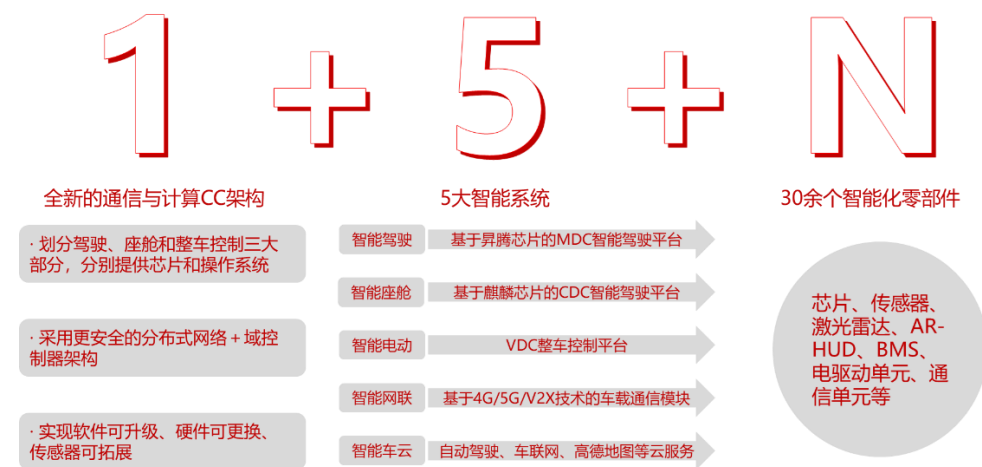 1 + 5 + N
全新的通信与计算CC架构
· 划分驾驶、座舱和整车控制三大
部分，分别提供芯片和操作系统
· 采用更安全的分布式网络＋域控
制器架构
· 实现软件可升级、硬件可更换、
传感器可拓展
5大智能系统
智能驾驶 基于昇腾芯片的MDC智能驾驶平台
智能座舱 基于麒麟芯片的CDC智能驾驶平台
智能电动 VDC整车控制平台
智能网联 基于4G/5G/V2X技术的车载通信模块
智能车云 自动驾驶、车联网、高德地图等云服务
30余个智能化零部件
芯片、传感器、
激光雷达、AR-
HUD、BMS、
电驱动单元、通
信单元等